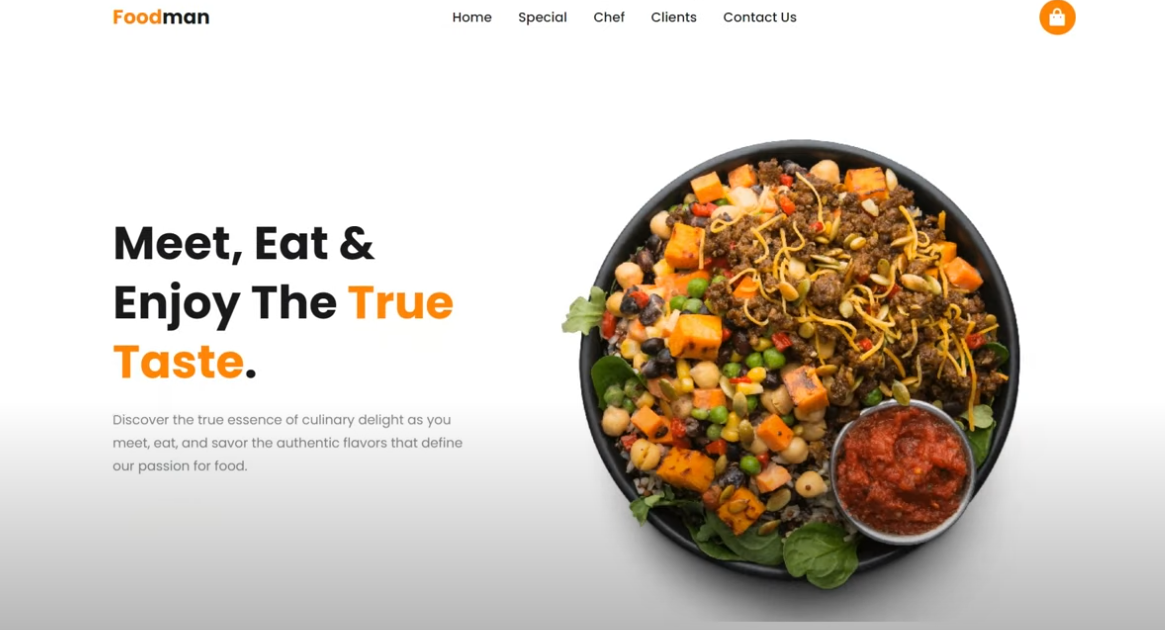 Foodman
Home Special Chef Clients Contact Us
Meet, Eat &
Enjoy The True
Taste.
Discover the true essence of culinary delight as you
meet, eat, and savor the authentic flavors that define
our passion for food.